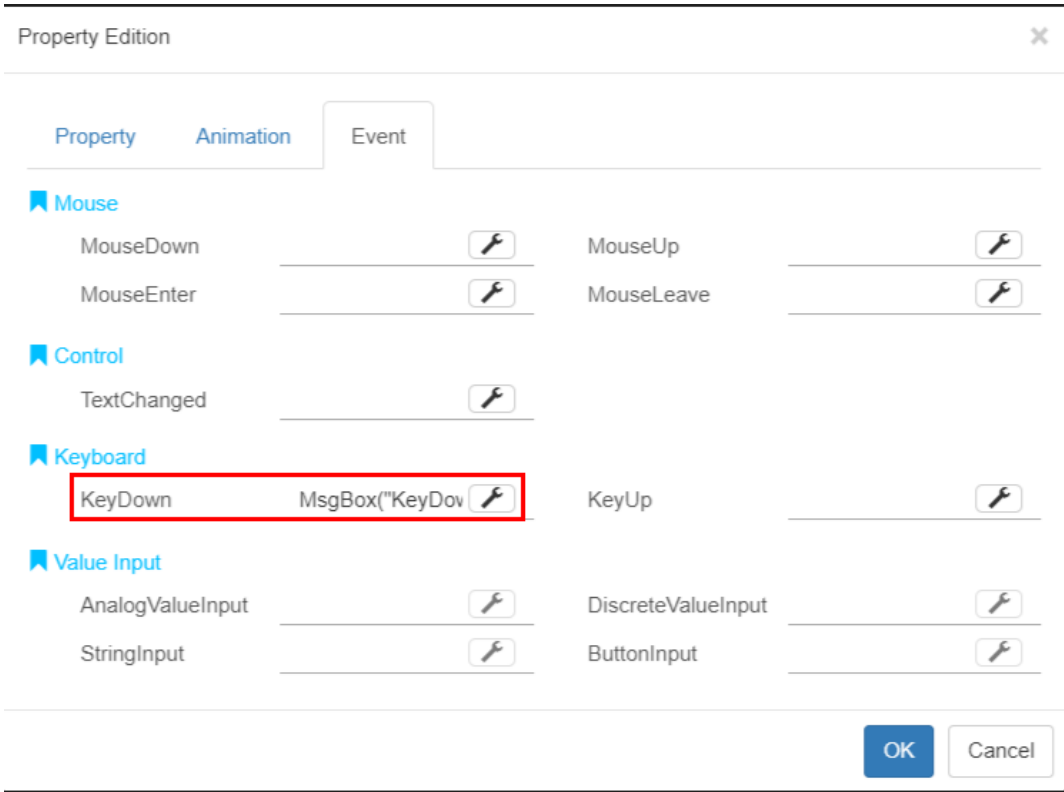 Property Edition ×
Property Animation Event
Mouse
MouseDown MouseUp
MouseEnter MouseLeave
Control
TextChanged
Keyboard
KeyDown MsgBox("KeyDov KeyUp
Value Input
AnalogValueInput DiscreteValueInput
StringInput ButtonInput
OK Cancel